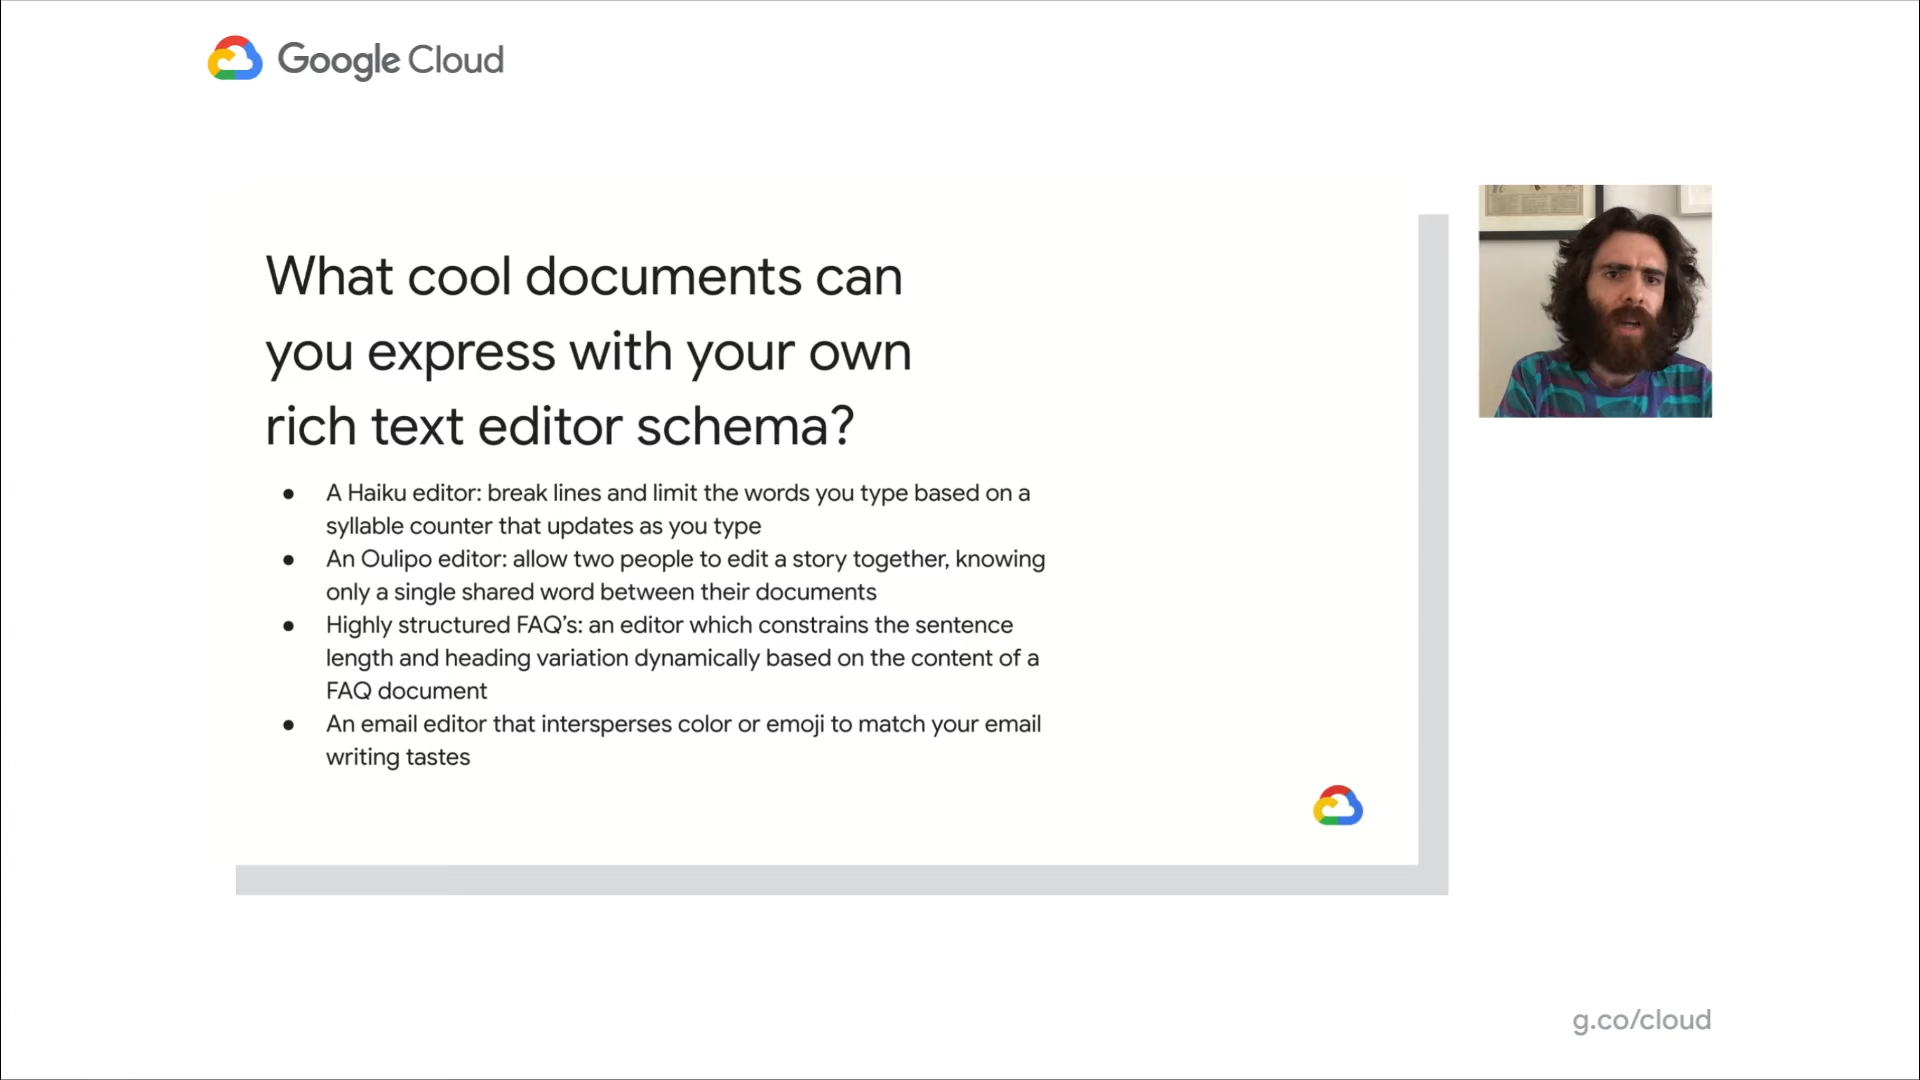 Google Cloud
What cool documents can
you express with your own
rich text editor schema?
● A Haiku editor: break lines and limit the words you type based on a
syllable counter that updates as you type
● An Oulipo editor: allow two people to edit a story together, knowing
only a single shared word between their documents
● Highly structured FAQ's: an editor which constrains the sentence
length and heading variation dynamically based on the content of a
FAQ document
● An email editor that intersperses color or emoji to match your email
writing tastes
g.co/cloud